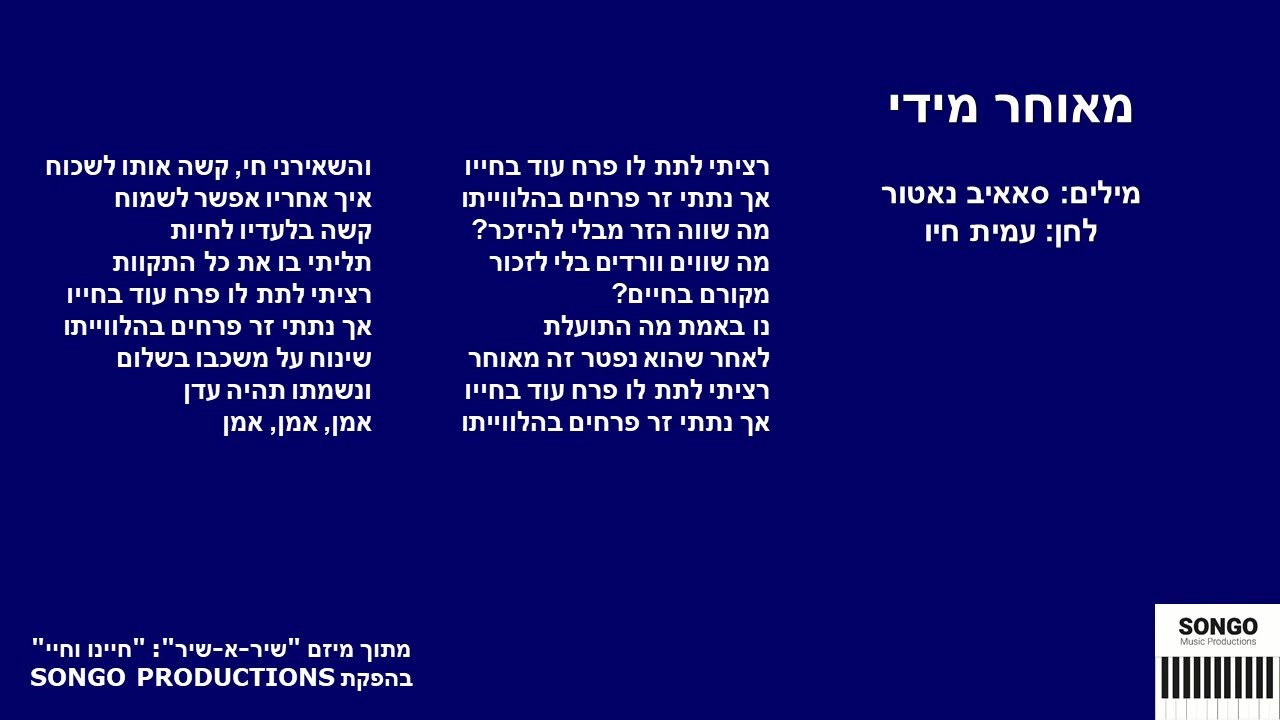 מאוחר מידי
מילים: סאאיב נאטור
לחן: עמית חיו
רציתי לתת לו פרח עוד בחייו
אך נתתי זר פרחים בהלווייתו
מה שווה הזר מבלי להיזכר?
מה שווים וורדים בלי לזכור
מקורם בחיים?
נו באמת מה התועלת
לאחר שהוא נפטר זה מאוחר
רציתי לתת לו פרח עוד בחייו
אך נתתי זר פרחים בהלווייתו
והשאירני חי, קשה אותו לשכוח
איך אחריו אפשר לשמוח
קשה בלעדיו לחיות
תליתי בו את כל התקוות
רציתי לתת לו פרח עוד בחייו
אך נתתי זר פרחים בהלווייתו
שינוח על משכבו בשלום
ונשמתו תהיה עדן
אמן, אמן, אמן
מתוך מיזם "שיר-א-שיר": "חיינו וחיי"
בהפקת SONGO PRODUCTIONS
SONGO
Music Productions